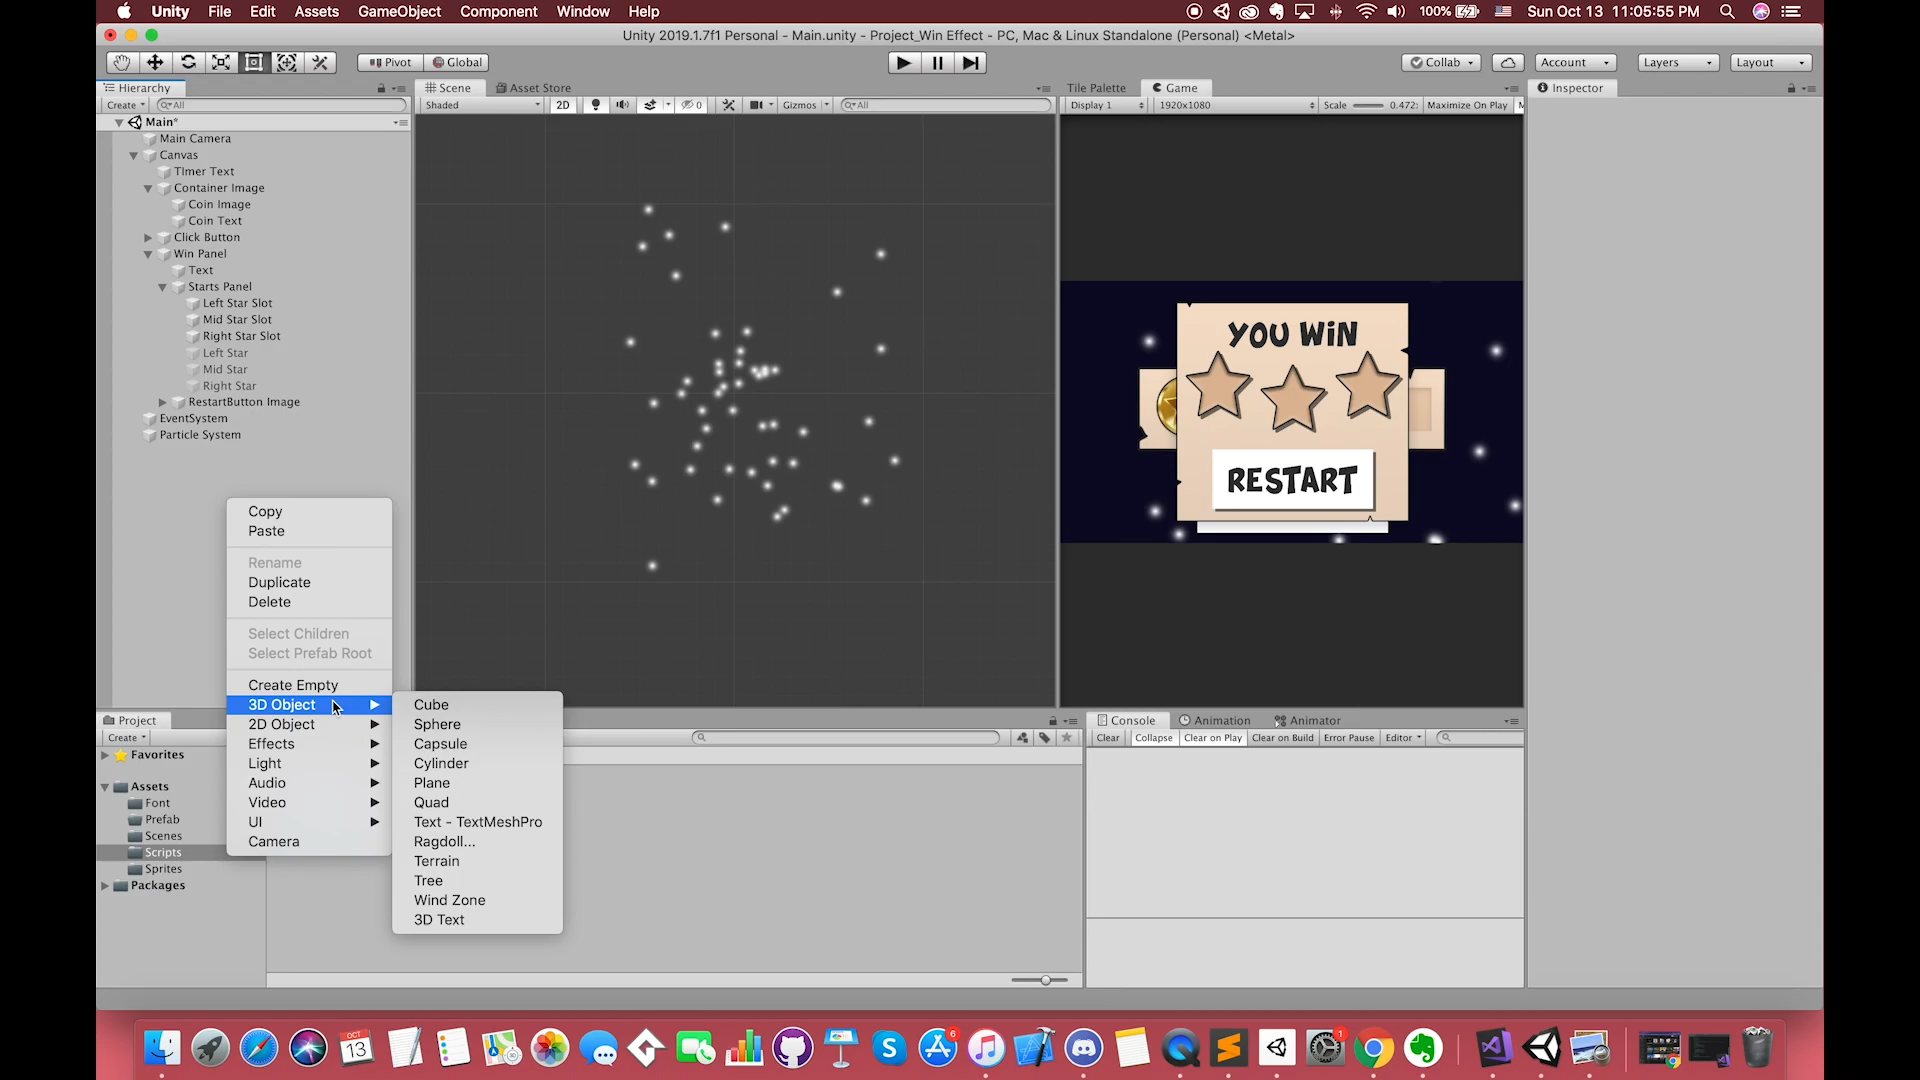 Unity File Edit Assets GameObject Component Window Help 100% Sun Oct 13 11:05:55 PM
Unity 2019.1.7f1 Personal - Main.unity - Project_Win Effect - PC, Mac & Linux Standalone (Personal) <Metal>
Pivot Global Collab Account Layers Layout
Hierarchy Scene Asset Store Tile Palette Game Inspector
Create All Shaded 2D 0 Gizmos All Display 1 1920x1080 Scale 0.472: Maximize On Play
Main*
Main Camera
Canvas
TImer Text
Container Image
Coin Image
Coin Text
Click Button
Win Panel
Text
Starts Panel
Left Star Slot
Mid Star Slot
Right Star Slot
Left Star
Mid Star
Right Star
RestartButton Image
EventSystem
Particle System
YOU WIN
RESTART
Copy
Paste
Rename
Duplicate
Delete
Select Children
Select Prefab Root
Create Empty
3D Object
2D Object
Effects
Light
Audio
Video
UI
Camera
Cube
Sphere
Capsule
Cylinder
Plane
Quad
Text - TextMeshPro
Ragdoll...
Terrain
Tree
Wind Zone
3D Text
Project
Create
Favorites
Assets
Font
Prefab
Scenes
Scripts
Sprites
Packages
Console Animation Animator
Clear Collapse Clear on Play Clear on Build Error Pause Editor
OCT
13
6
1